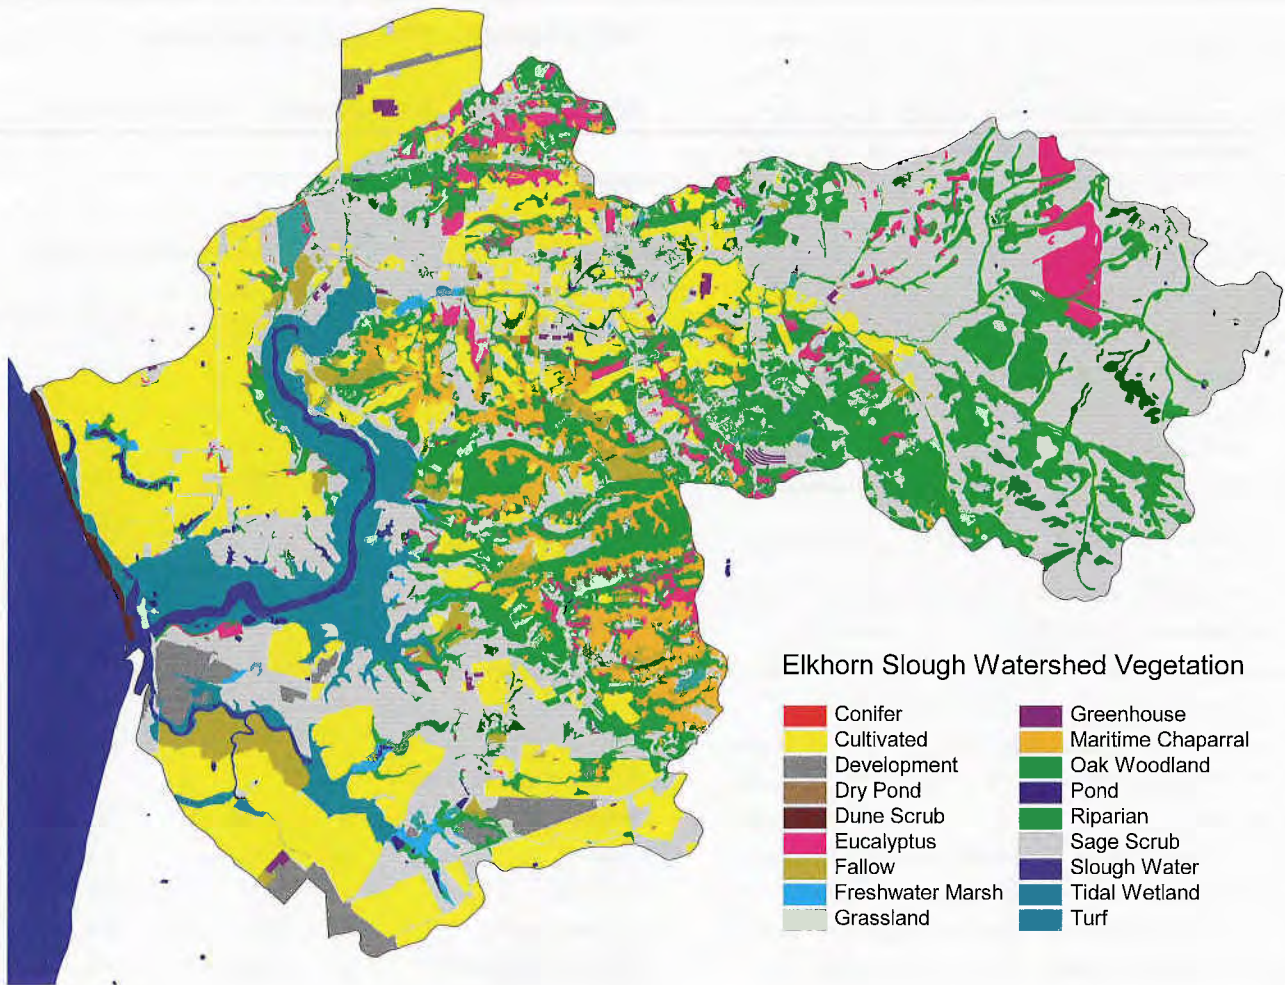 Elkhorn Slough Watershed Vegetation
Conifer
Cultivated
Development
Dry Pond
Dune Scrub
Eucalyptus
Fallow
Freshwater Marsh
Grassland
Greenhouse
Maritime Chaparral
Oak Woodland
Pond
Riparian
Sage Scrub
Slough Water
Tidal Wetland
Turf